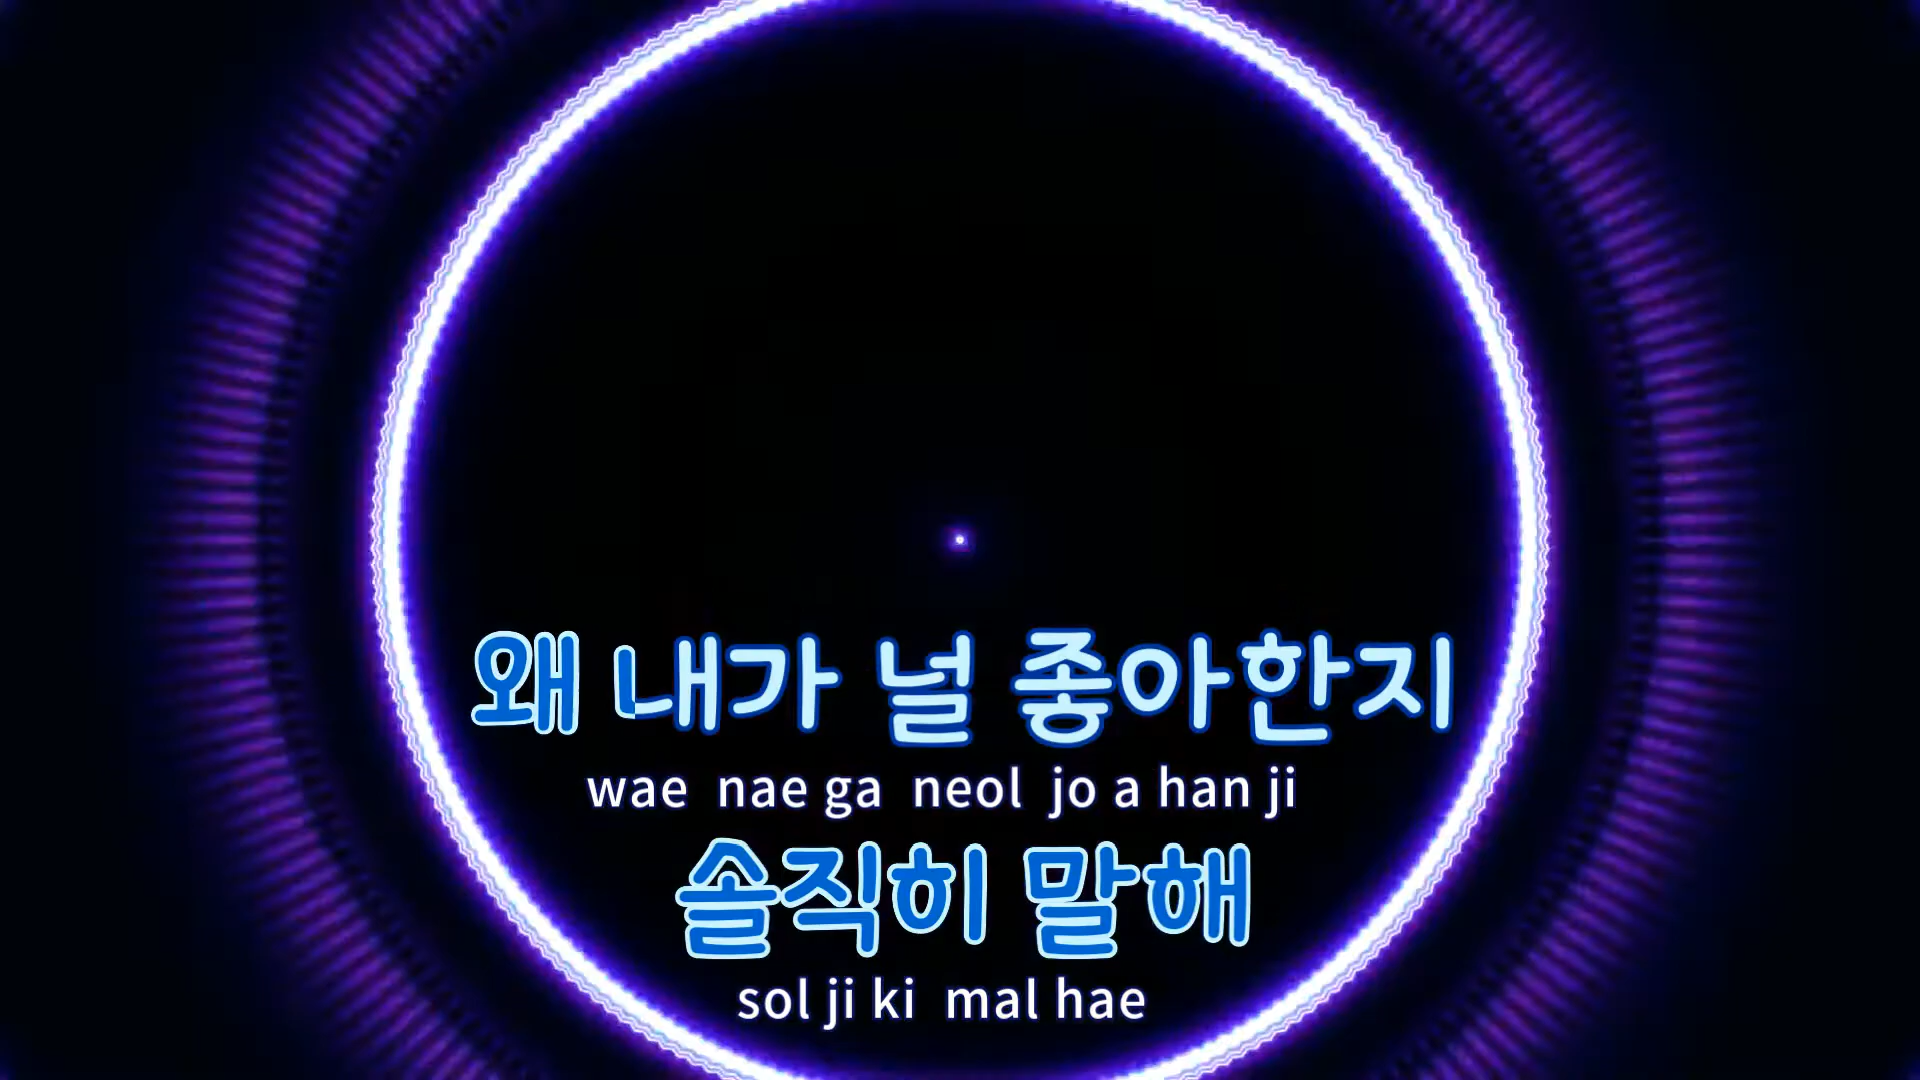 왜 내가 널 좋아한지
wae nae ga neol jo a han ji
솔직히 말해
sol ji ki mal hae